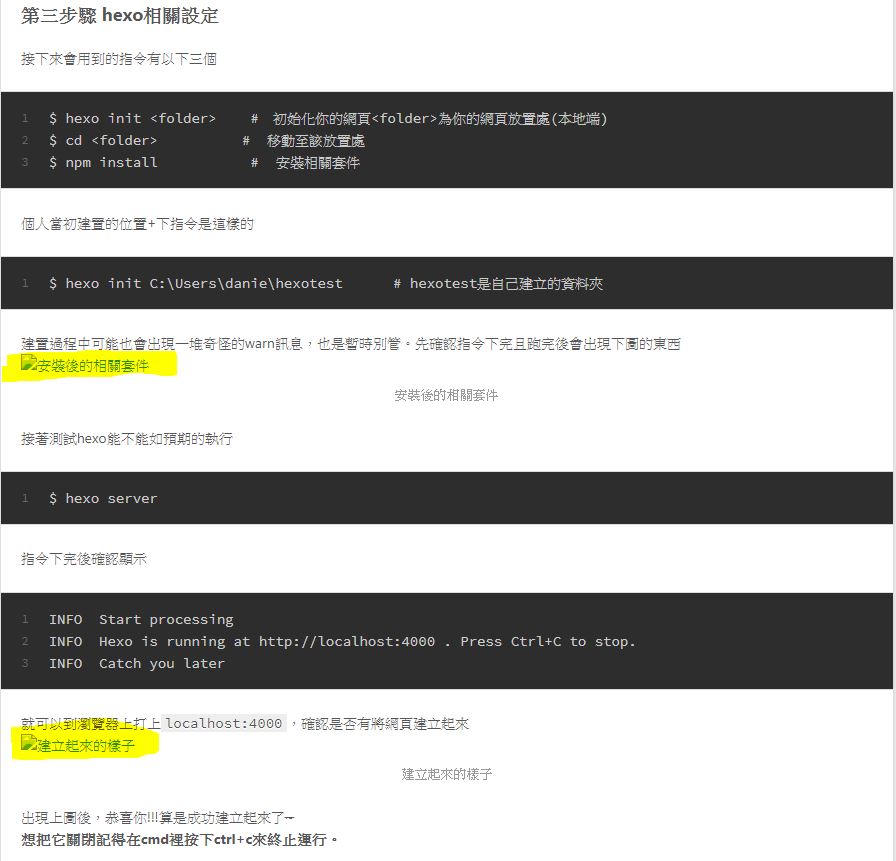 第三步驟 hexo相關設定
接下來會用到的指令有以下三個
1 $ hexo init <folder> # 初始化你的網頁<folder>為你的網頁放置處(本地端)
2 $ cd <folder> # 移動至該放置處
3 $ npm install # 安裝相關套件
個人當初建置的位置+下指令是這樣的
1 $ hexo init C:\Users\danie\hexotest # hexotest是自己建立的資料夾
建置過程中可能也會出現一堆奇怪的warn訊息，也是暫時別管。先確認指令下完且跑完後會出現下圖的東西
安裝後的相關套件
安裝後的相關套件
接著測試hexo能不能如預期的執行
1 $ hexo server
指令下完後確認顯示
1 INFO Start processing
2 INFO Hexo is running at http://localhost:4000 . Press Ctrl+C to stop.
3 INFO Catch you later
就可以到瀏覽器上打上 localhost:4000 ，確認是否有將網頁建立起來
建立起來的樣子
建立起來的樣子
出現上圖後，恭喜你!!!算是成功建立起來了~
想把它關閉記得在cmd裡按下ctrl+c來終止運行。